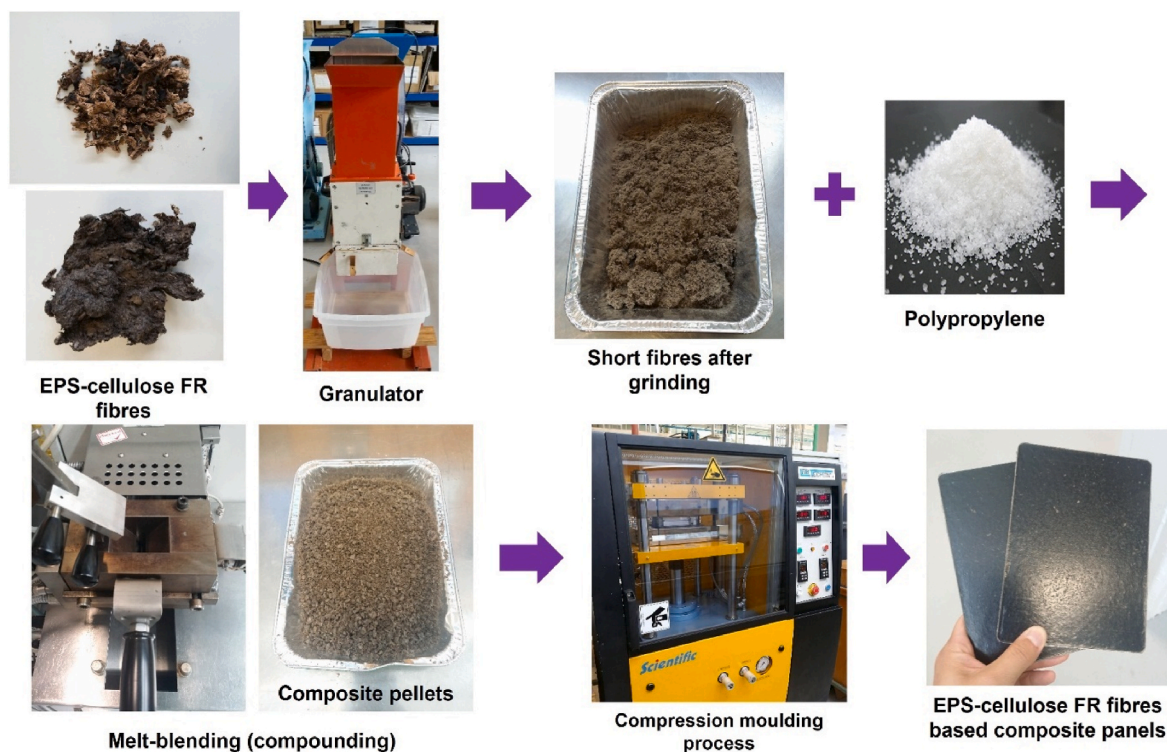 EPS-cellulose FR
fibres
Granulator
Short fibres after
grinding
Polypropylene
Melt-blending (compounding)
Composite pellets
Scientific
Compression moulding
process
EPS-cellulose FR fibres
based composite panels